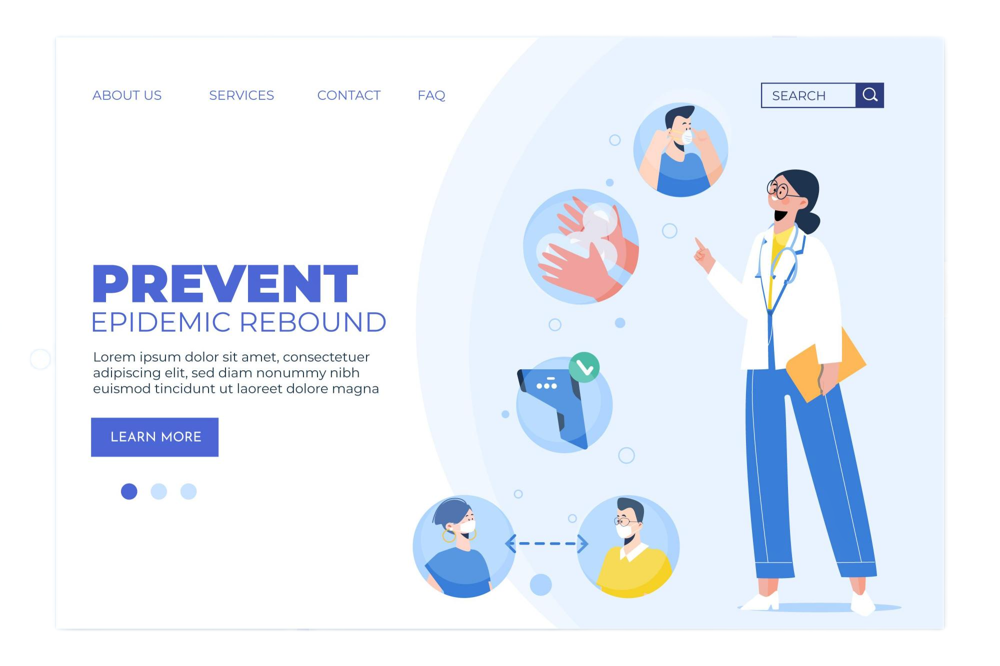 ABOUT US
SERVICES
CONTACT
FAQ
SEARCH
PREVENT
EPIDEMIC REBOUND
Lorem ipsum dolor sit amet, consectetuer
adipiscing elit, sed diam nonummy nibh
euismod tincidunt ut laoreet dolore magna
LEARN MORE